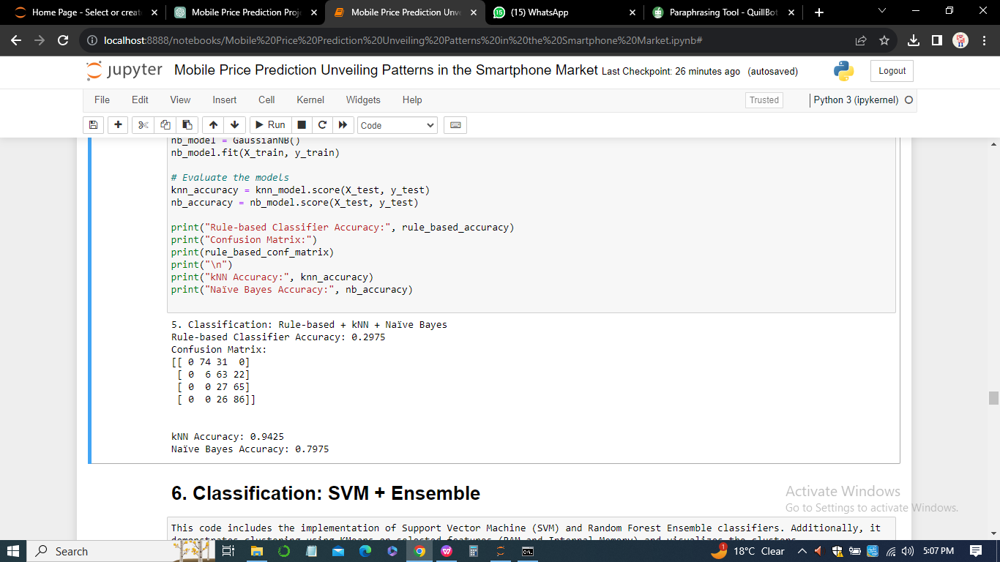 Home Page - Select or creat
Mobile Price Prediction Proj
Mobile Price Prediction Unv
(15) WhatsApp
Paraphrasing Tool - QuillBot
localhost:8888/notebooks/Mobile%20Price%20Prediction%20Unveiling%20Patterns%20in%20the%20Smartphone%20Market.ipynb#
jupyter Mobile Price Prediction Unveiling Patterns in the Smartphone Market Last Checkpoint: 26 minutes ago (autosaved)
Logout
File Edit View Insert Cell Kernel Widgets Help
Trusted
Python 3 (ipykernel)
Run
Code
nb_model = GaussianNB()
nb_model.fit(X_train, y_train)
# Evaluate the models
knn_accuracy = knn_model.score(X_test, y_test)
nb_accuracy = nb_model.score(X_test, y_test)
print("Rule-based Classifier Accuracy:", rule_based_accuracy)
print("Confusion Matrix:")
print(rule_based_conf_matrix)
print("\n")
print("kNN Accuracy:", knn_accuracy)
print("Naïve Bayes Accuracy:", nb_accuracy)
5. Classification: Rule-based + kNN + Naïve Bayes
Rule-based Classifier Accuracy: 0.2975
Confusion Matrix:
[[ 0 74 31  0]
 [ 0  6 63 22]
 [ 0  0 27 65]
 [ 0  0 26 86]]
kNN Accuracy: 0.9425
Naïve Bayes Accuracy: 0.7975
6. Classification: SVM + Ensemble
Activate Windows
Go to Settings to activate Windows.
This code includes the implementation of Support Vector Machine (SVM) and Random Forest Ensemble classifiers. Additionally, it
demonstrates clustering using KMeans on selected features (RAM and Internal Memory) and visualizes the clusters
Search
1
18°C Clear
5:07 PM